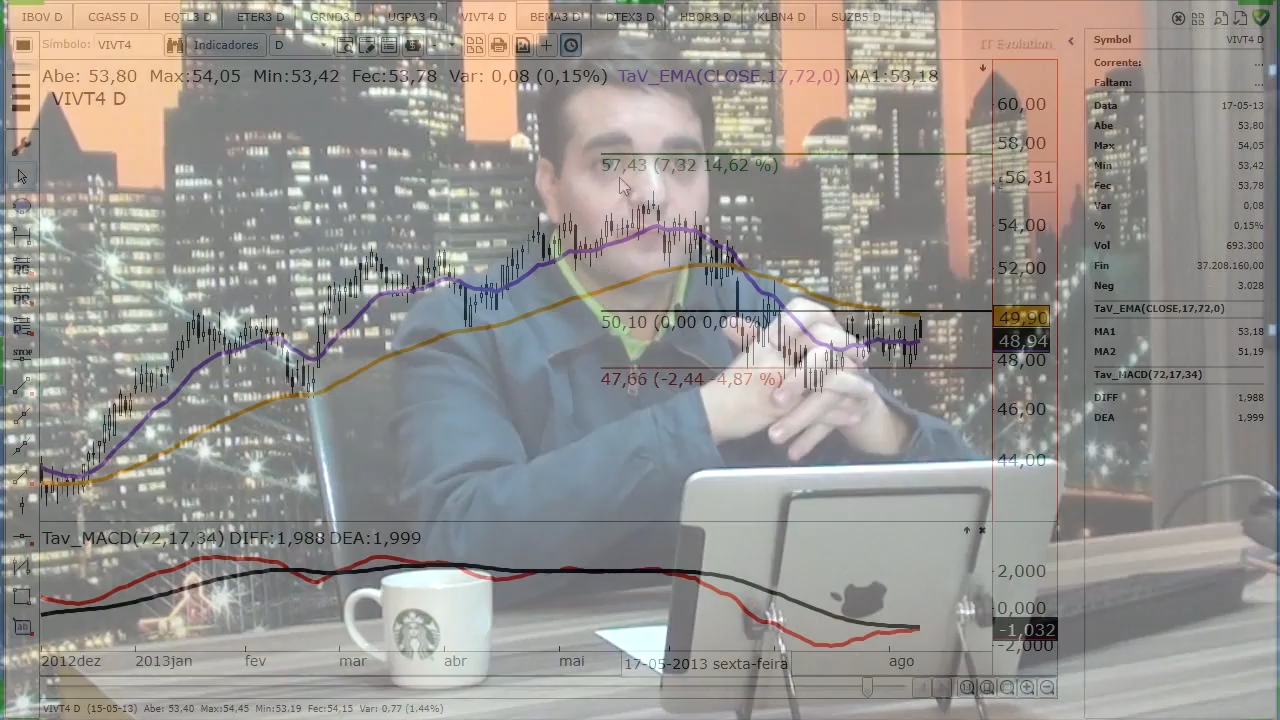 IBOV D CGAS5 D EQTL3 D ETER3 D GRND3 D UGPA3 D VIVT4 D BEMA3 D DTEX3 D HBOR3 D KLBN4 D SUZB5 D
Símbolo: VIVT4 Indicadores D
IT Evolution
Abe: 53,80 Max:54,05 Min:53,42 Fec:53,78 Var: 0,08 (0,15%) TaV_EMA(CLOSE,17,72,0) MA1:53,18
VIVT4 D
57,43 (7,32 14,62 %)
50,10 (0,00 0,00 %)
47,66 (-2,44 -4,87 %)
60,00
58,00
56,31
54,00
52,00
49,90
48,94
48,00
46,00
44,00
STOP
Tav_MACD(72,17,34) DIFF:1,988 DEA:1,999
2,000
0,000
-1,032
-2,000
2012dez 2013jan fev mar abr mai 17-05-2013 sexta-feira ago
VIVT4 D (15-05-13) Abe: 53,40 Max:54,45 Min:53,19 Fec:54,15 Var: 0,77 (1.44%)
Symbol VIVT4 D
Corrente: ...
Faltam: ...
Data 17-05-13
Abe 53,80
Max 54,05
Min 53,42
Fec 53,78
Var 0,08
% 0,15%
Vol 693.300
Fin 37.208.160,00
Neg 3.028
TaV_EMA(CLOSE,17,72,0)
MA1 53,18
MA2 51,19
Tav_MACD(72,17,34)
DIFF 1,988
DEA 1,999